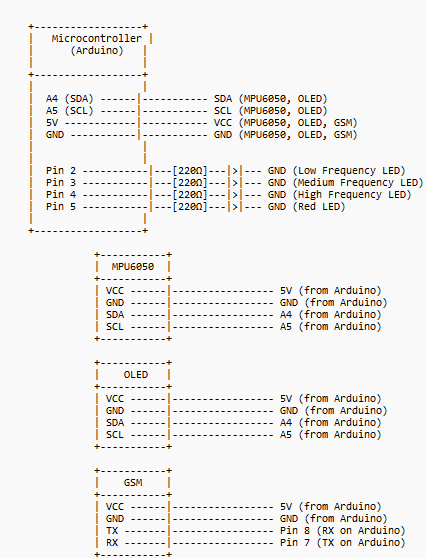 +------------------+
|   Microcontroller |
|      (Arduino)   |
|                  |
+------------------+
|                  |
|  A4 (SDA) ------|----------- SDA (MPU6050, OLED)
|  A5 (SCL) ------|----------- SCL (MPU6050, OLED)
|  5V ------------|----------- VCC (MPU6050, OLED, GSM)
|  GND -----------|----------- GND (MPU6050, OLED, GSM)
|                  |
|                  |
|  Pin 2 -----------|---[220Ω]---|>|--- GND (Low Frequency LED)
|  Pin 3 -----------|---[220Ω]---|>|--- GND (Medium Frequency LED)
|  Pin 4 -----------|---[220Ω]---|>|--- GND (High Frequency LED)
|  Pin 5 -----------|---[220Ω]---|>|--- GND (Red LED)
|                  |
+------------------+
+-----------+
|  MPU6050  |
+-----------+
| VCC ------|----------------- 5V (from Arduino)
| GND ------|----------------- GND (from Arduino)
| SDA ------|----------------- A4 (from Arduino)
| SCL ------|----------------- A5 (from Arduino)
+-----------+
+-----------+
|    OLED   |
+-----------+
| VCC ------|----------------- 5V (from Arduino)
| GND ------|----------------- GND (from Arduino)
| SDA ------|----------------- A4 (from Arduino)
| SCL ------|----------------- A5 (from Arduino)
+-----------+
+-----------+
|    GSM    |
+-----------+
| VCC ------|----------------- 5V (from Arduino)
| GND ------|----------------- GND (from Arduino)
| TX -------|----------------- Pin 8 (RX on Arduino)
| RX -------|----------------- Pin 7 (TX on Arduino)
+-----------+